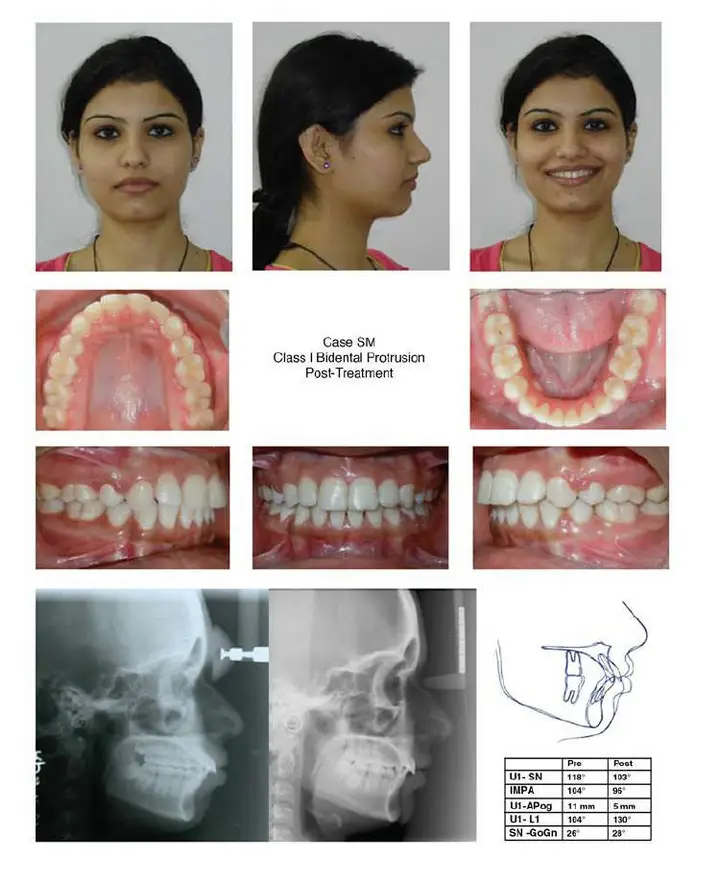 Case SM
Class I Bidental Protrusion
Post-Treatment
Pre Post
U1- SN 118° 103°
IMPA 104° 96°
U1-APog 11 mm 5 mm
U1- L1 104° 130°
SN -GoGn 26° 28°